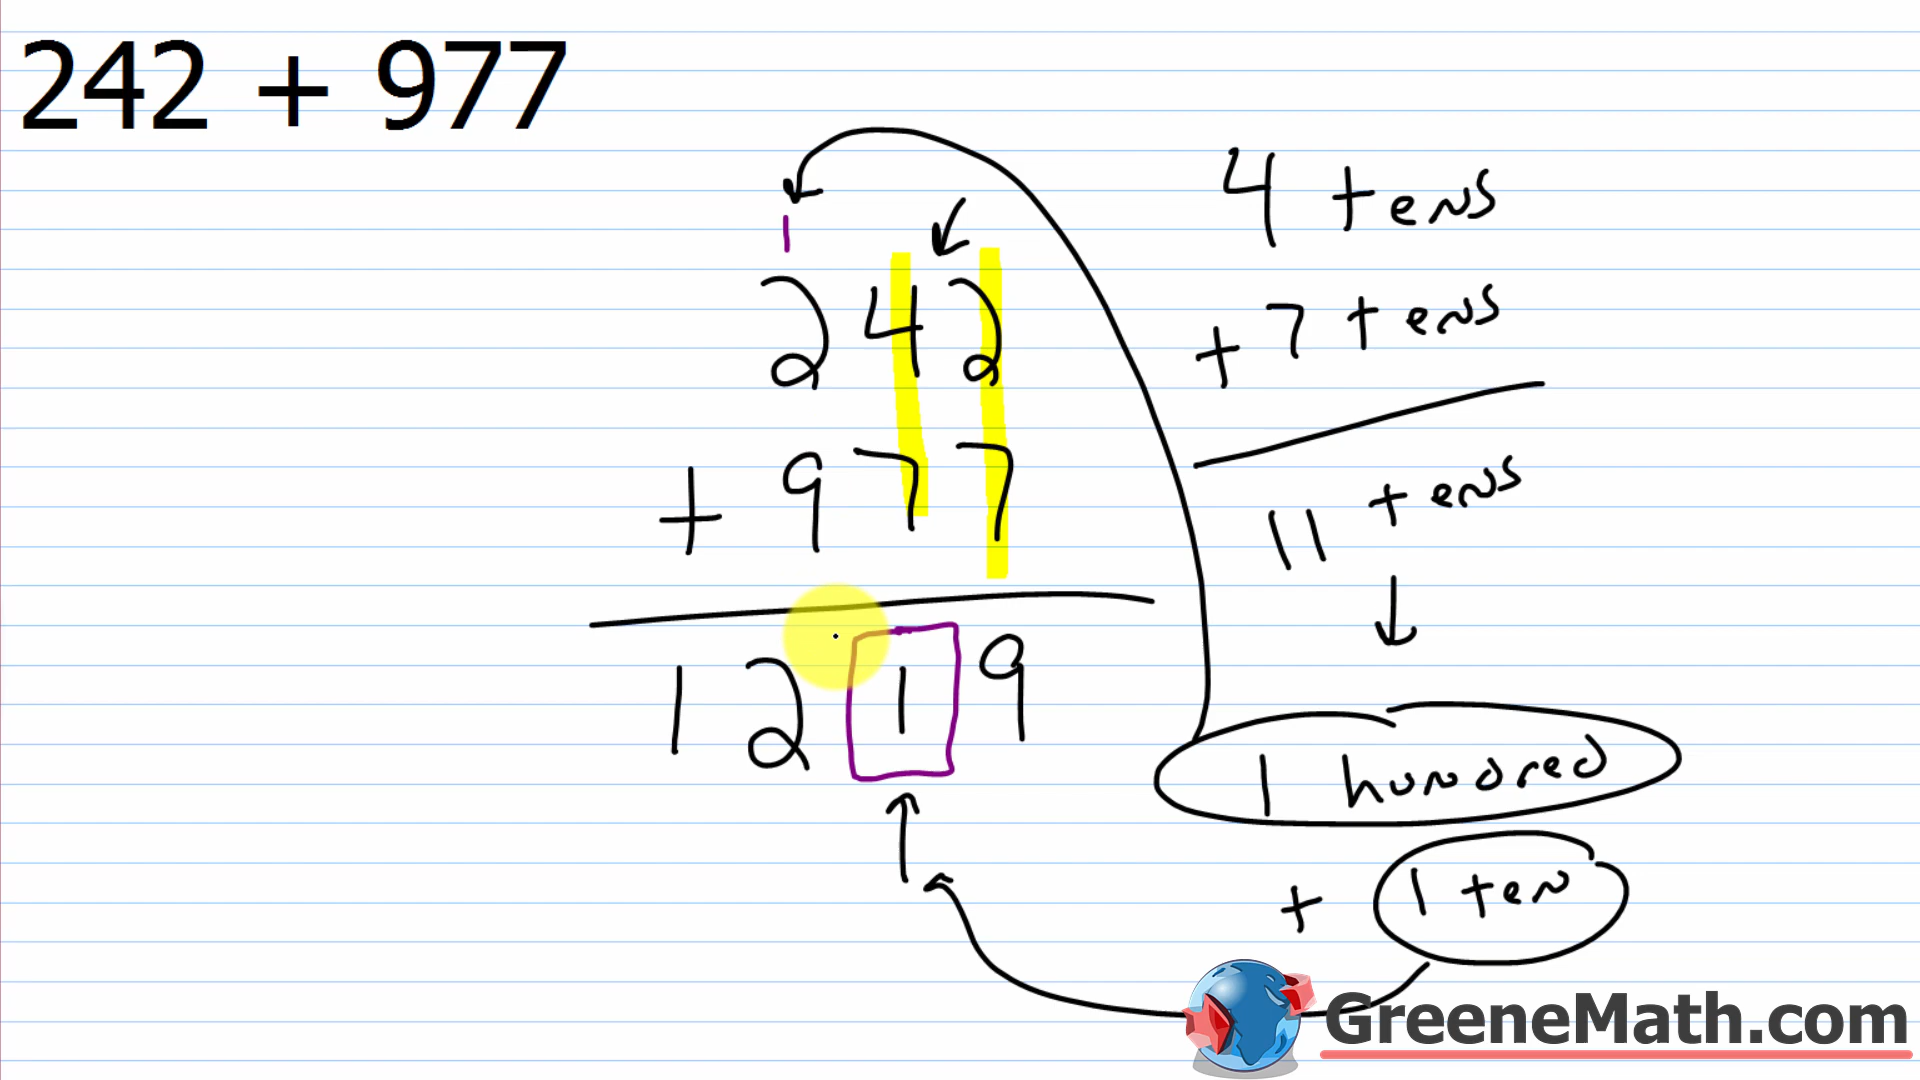 242 + 977
1
242
+ 977
1219
4 tens
+ 7 tens
11 tens
1 hundred
+ 1 ten
GreeneMath.com